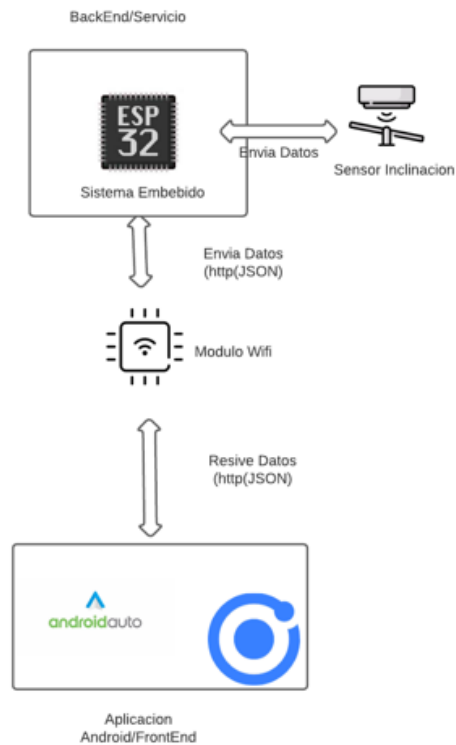 BackEnd/Servicio
ESP
32
Sistema Embebido
Envia Datos
Sensor Inclinacion
Envia Datos
(http(JSON)
Modulo Wifi
Resive Datos
(http(JSON)
androidauto
Aplicacion
Android/FrontEnd